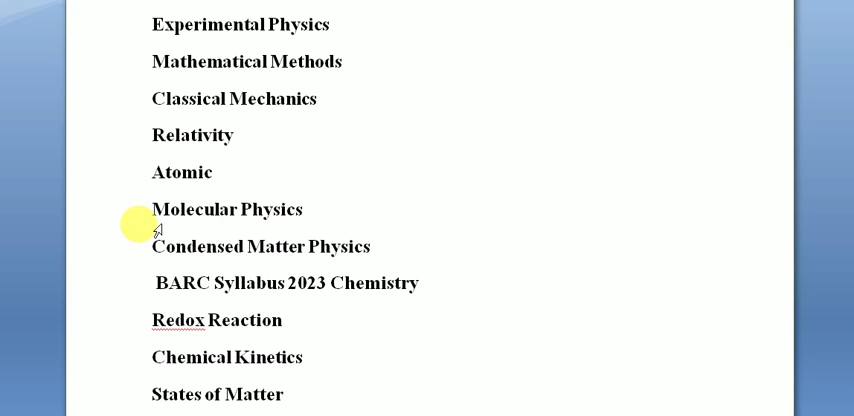 Experimental Physics
Mathematical Methods
Classical Mechanics
Relativity
Atomic
Molecular Physics
Condensed Matter Physics
BARC Syllabus 2023 Chemistry
Redox Reaction
Chemical Kinetics
States of Matter